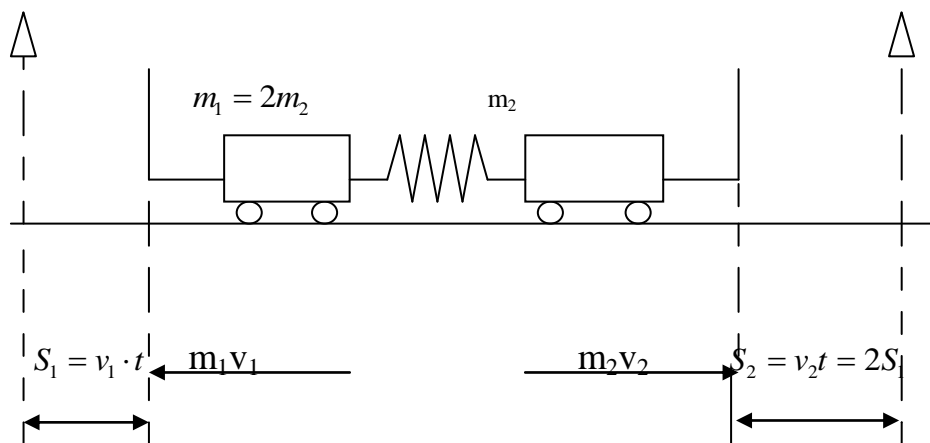 m₁ = 2m₂ m₂
S₁ = v₁ · t m₁v₁ m₂v₂ S₂ = v₂t = 2S₁